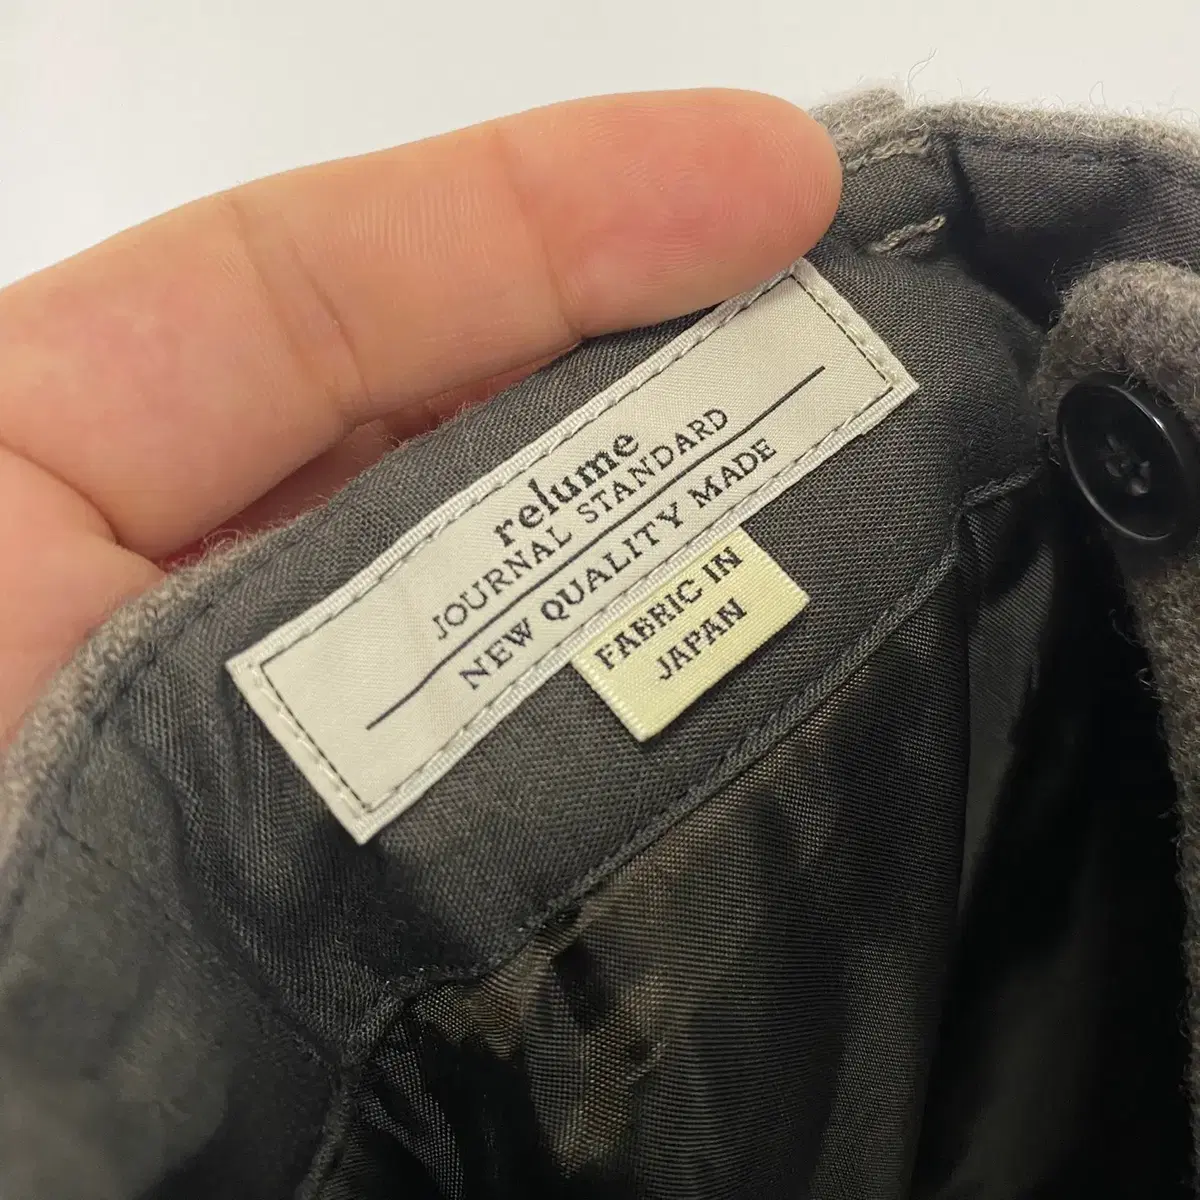 relume
JOURNAL STANDARD
NEW QUALITY MADE
FABRIC IN
JAPAN